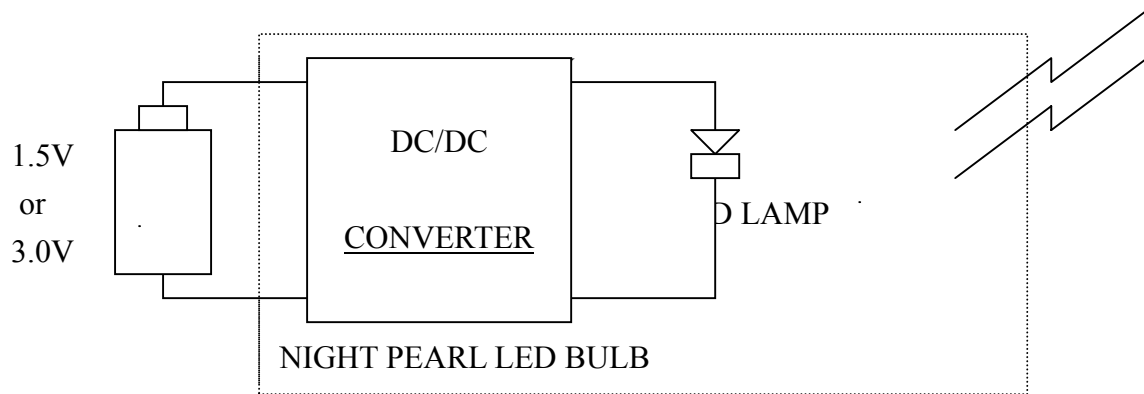 1.5V
or
3.0V
DC/DC
CONVERTER
D LAMP
NIGHT PEARL LED BULB